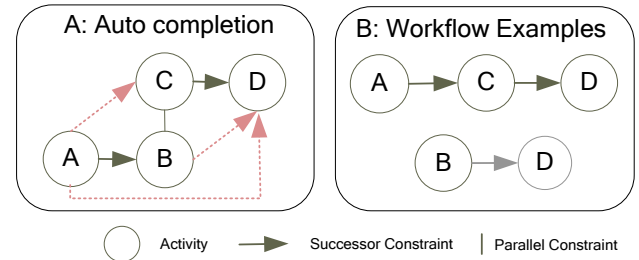 A: Auto completion
C
D
A
B
B: Workflow Examples
A
C
D
B
D
Activity
Successor Constraint
Parallel Constraint